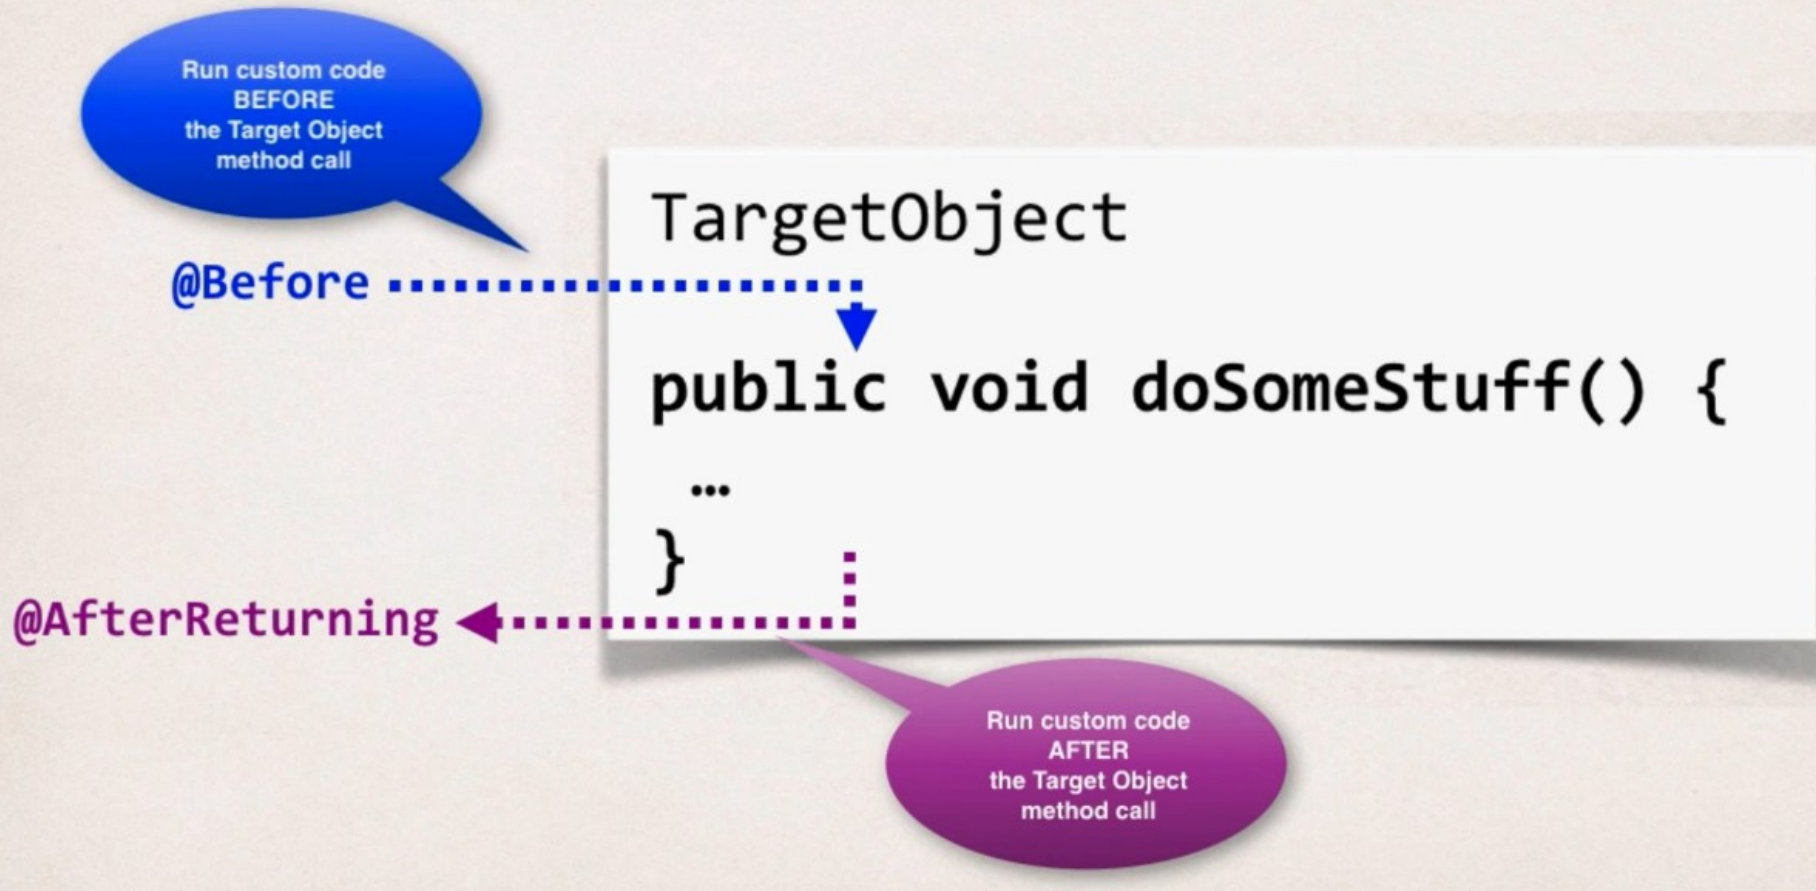 Run custom code
BEFORE
the Target Object
method call
TargetObject
@Before
public void doSomeStuff() {
…
}
@AfterReturning
Run custom code
AFTER
the Target Object
method call